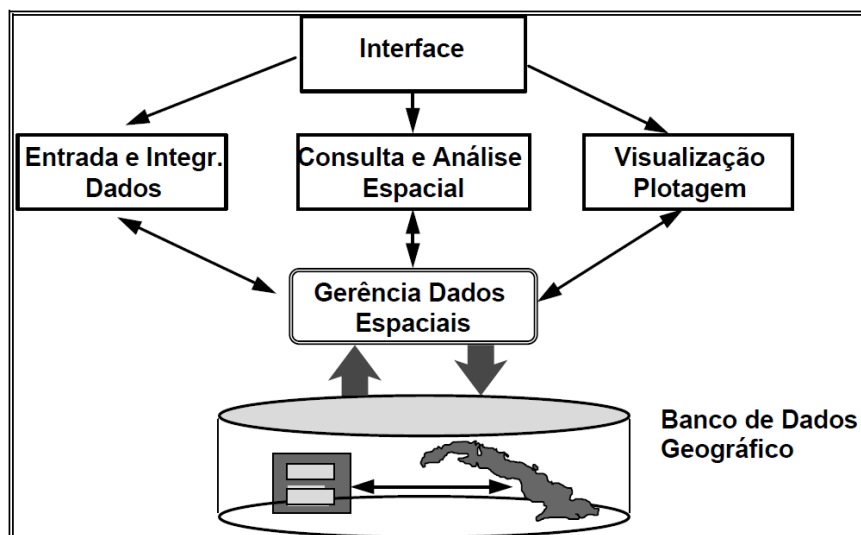 Interface
Entrada e Integr.
Dados
Consulta e Análise
Espacial
Visualização
Plotagem
Gerência Dados
Espaciais
Banco de Dados
Geográfico